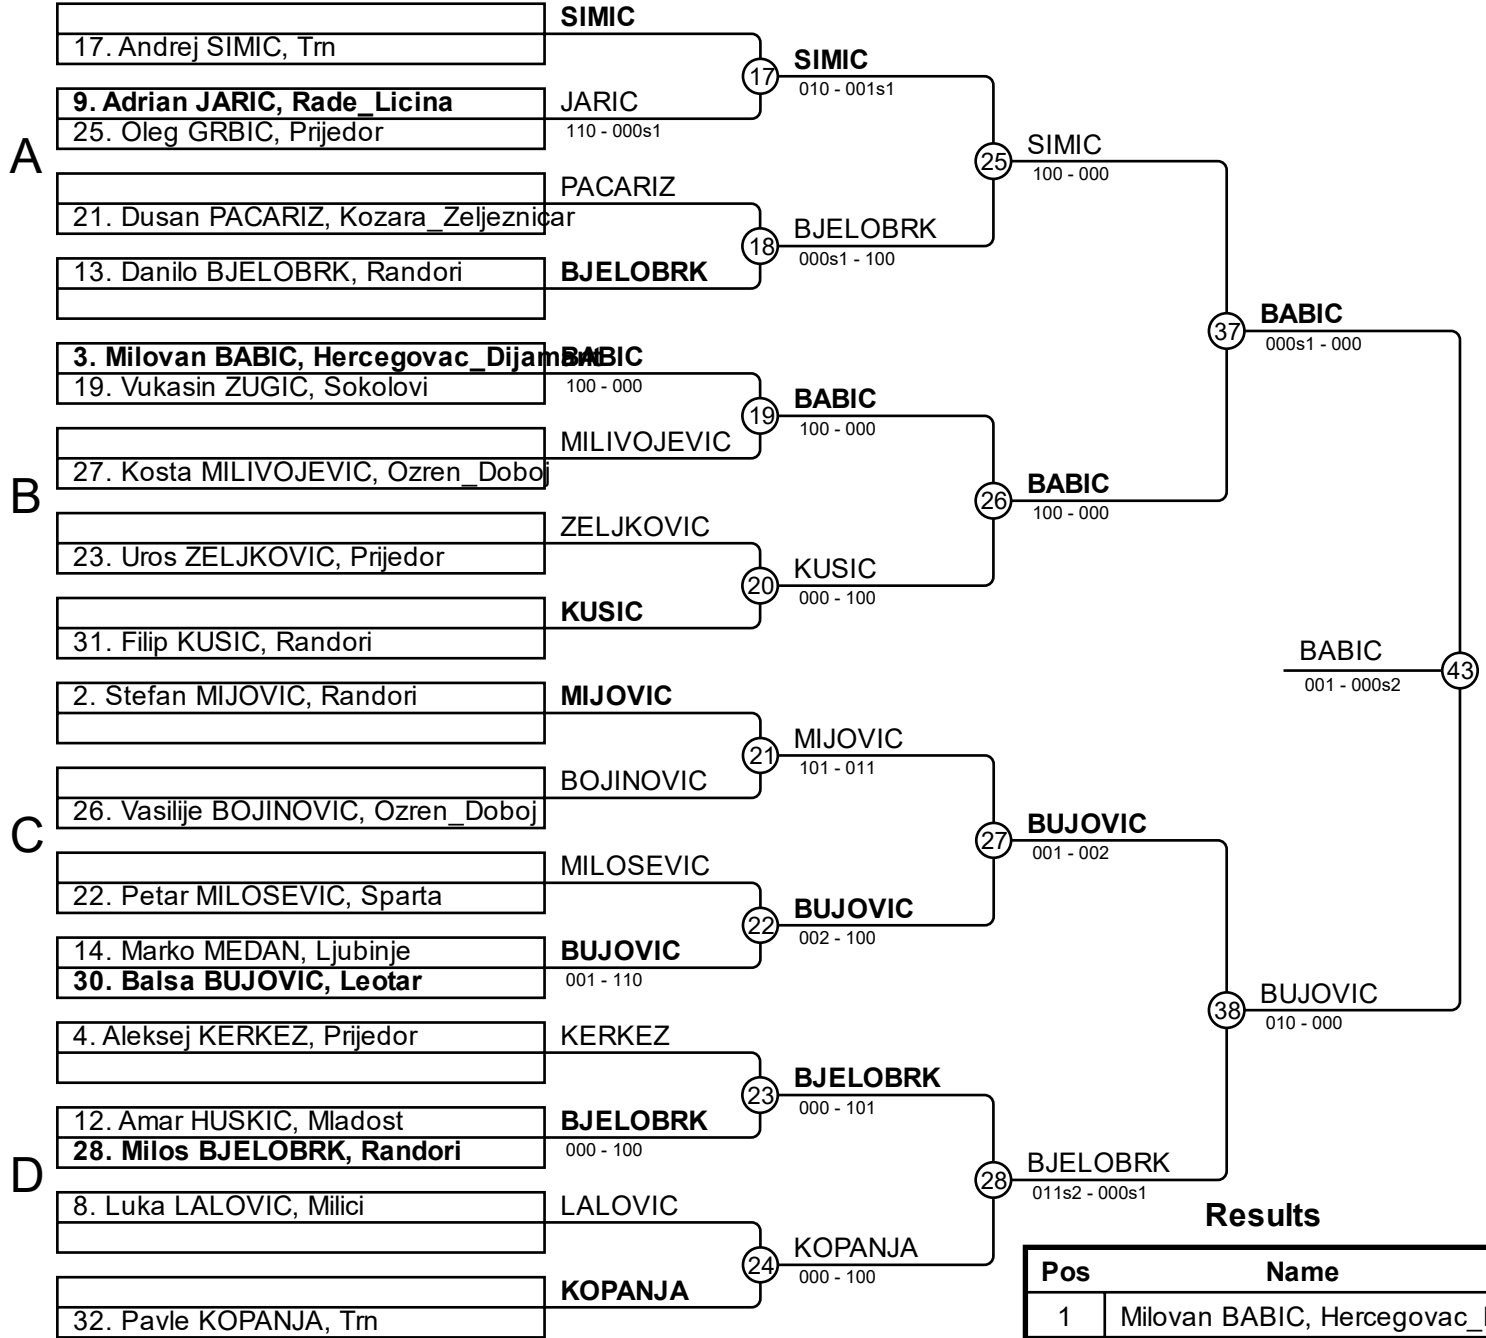 SIMIC
17. Andrej SIMIC, Trn
17
SIMIC
010 - 001s1
9. Adrian JARIC, Rade_Licina
JARIC
25. Oleg GRBIC, Prijedor
110 - 000s1
A
25
SIMIC
100 - 000
PACARIZ
21. Dusan PACARIZ, Kozara_Zeljeznicar
18
BJELOBRK
000s1 - 100
13. Danilo BJELOBRK, Randori
BJELOBRK
37
BABIC
000s1 - 000
3. Milovan BABIC, Hercegovac_Dijamant
BABIC
19. Vukasin ZUGIC, Sokolovi
100 - 000
19
BABIC
100 - 000
MILIVOJEVIC
27. Kosta MILIVOJEVIC, Ozren_Doboj
B
26
BABIC
100 - 000
ZELJKOVIC
23. Uros ZELJKOVIC, Prijedor
20
KUSIC
000 - 100
KUSIC
31. Filip KUSIC, Randori
BABIC
001 - 000s2
43
2. Stefan MIJOVIC, Randori
MIJOVIC
21
MIJOVIC
101 - 011
BOJINOVIC
26. Vasilije BOJINOVIC, Ozren_Doboj
C
27
BUJOVIC
001 - 002
MILOSEVIC
22. Petar MILOSEVIC, Sparta
22
BUJOVIC
002 - 100
14. Marko MEDAN, Ljubinje
BUJOVIC
30. Balsa BUJOVIC, Leotar
001 - 110
38
BUJOVIC
010 - 000
4. Aleksej KERKEZ, Prijedor
KERKEZ
23
BJELOBRK
000 - 101
12. Amar HUSKIC, Mladost
BJELOBRK
28. Milos BJELOBRK, Randori
000 - 100
D
28
BJELOBRK
011s2 - 000s1
8. Luka LALOVIC, Milici
LALOVIC
24
KOPANJA
000 - 100
KOPANJA
32. Pavle KOPANJA, Trn
Results
Pos Name
1 Milovan BABIC, Hercegovac_